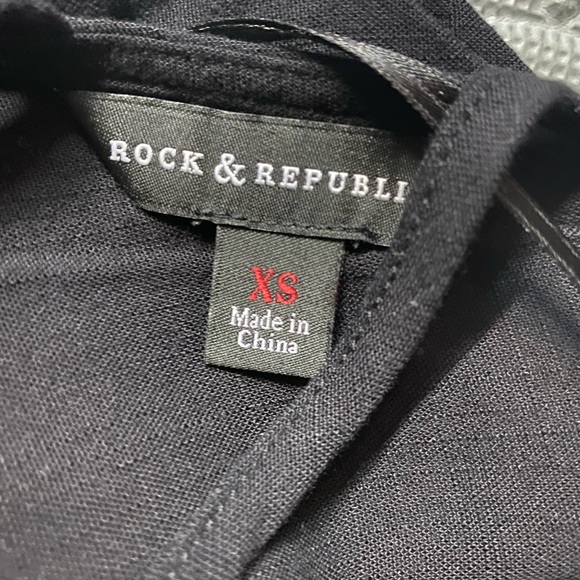 ROCK & REPUBLI
XS
Made in
China